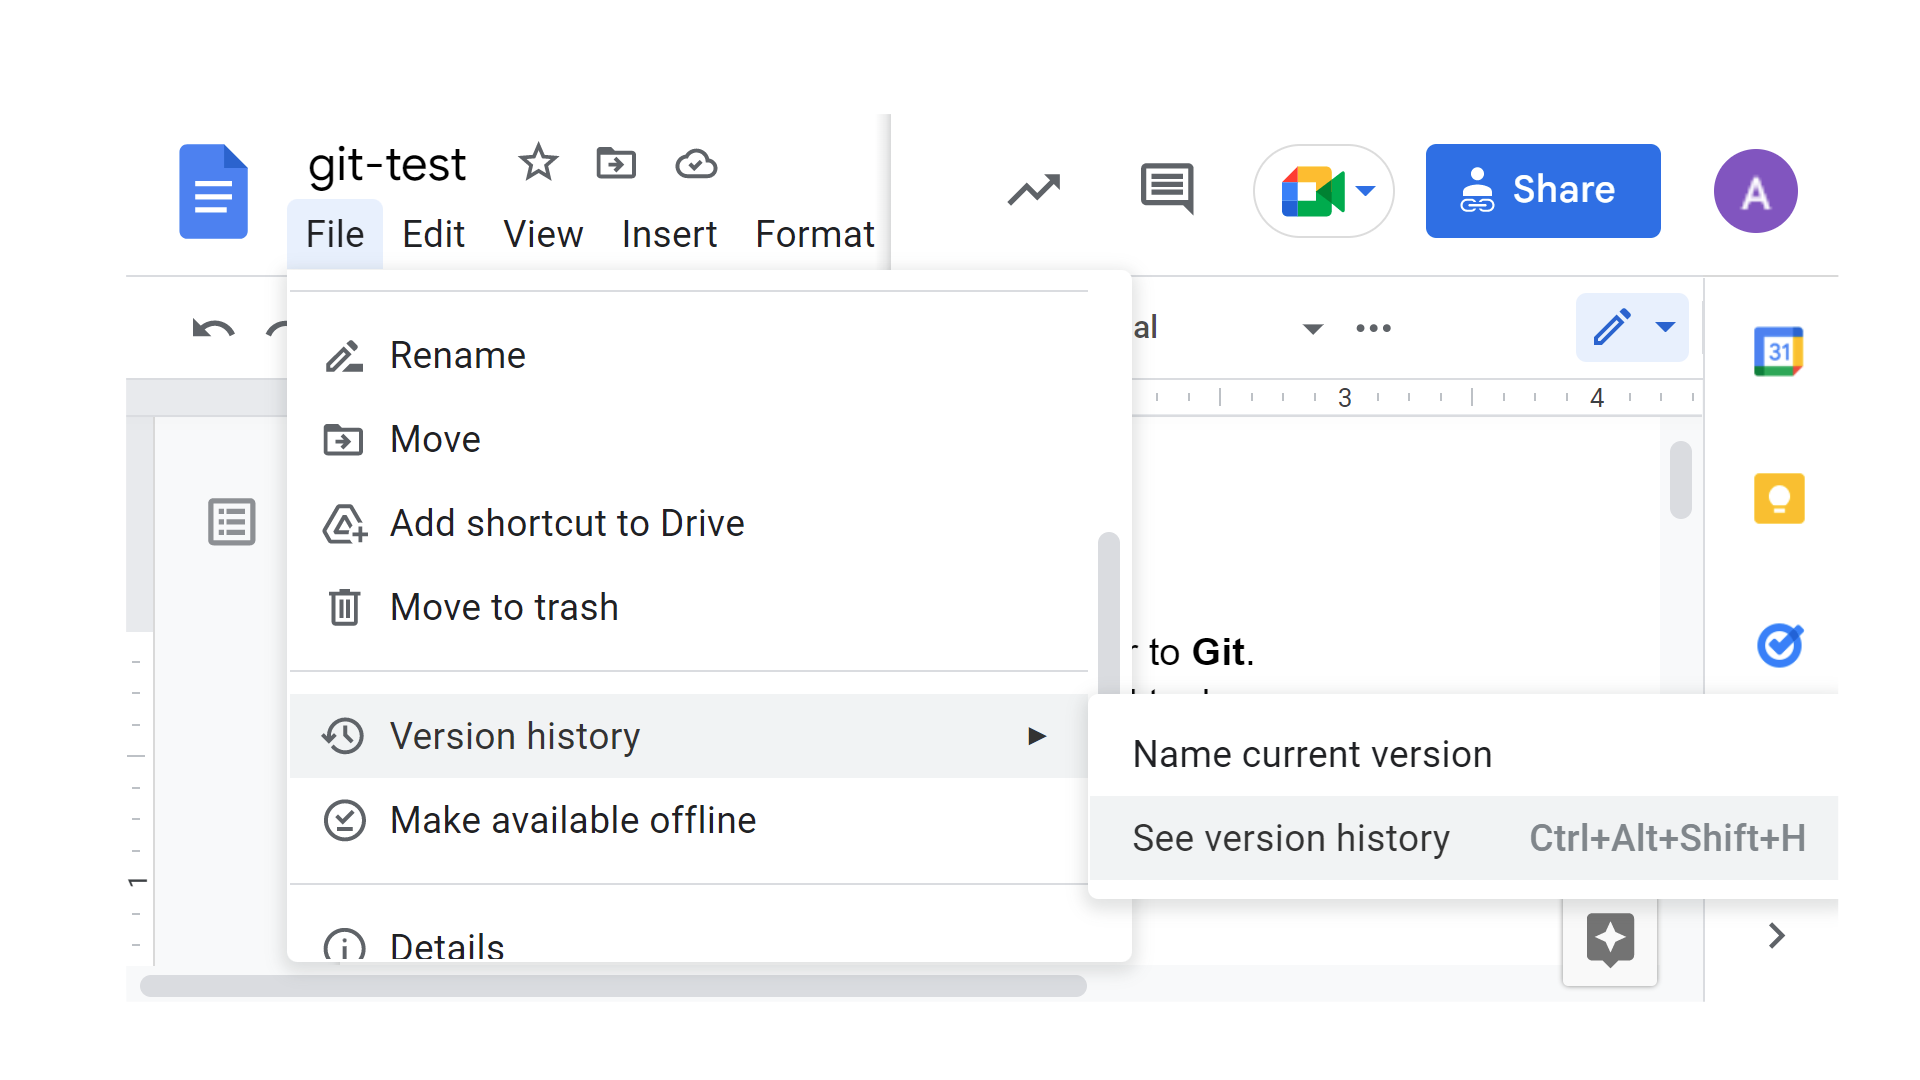 git-test
File Edit View Insert Format
Share
A
al
31
3 4
Rename
Move
Add shortcut to Drive
Move to trash
to Git.
Version history
Name current version
Make available offline
See version history Ctrl+Alt+Shift+H
1
Details